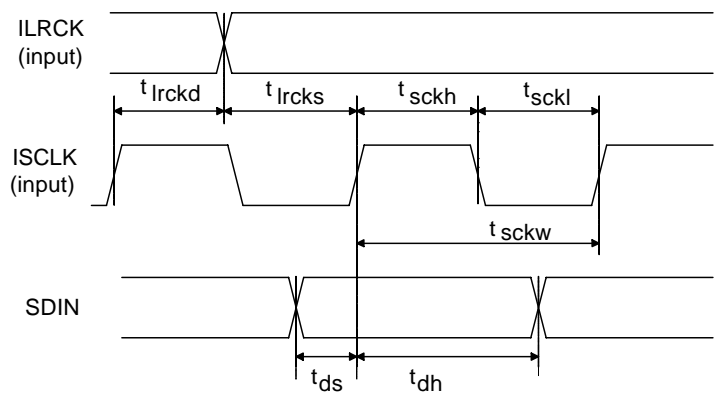 ILRCK
(input)
t lrckd
t lrcks
t sckh
t sckl
ISCLK
(input)
t sckw
SDIN
t ds
t dh